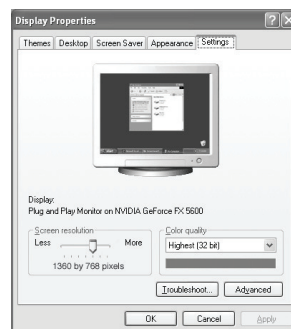 Display Properties
Themes Desktop Screen Saver Appearance Settings
Display:
Plug and Play Monitor on NVIDIA GeForce FX 5600
Screen resolution
Less More
1360 by 768 pixels
Color quality
Highest (32 bit)
Troubleshoot... Advanced
OK Cancel Apply